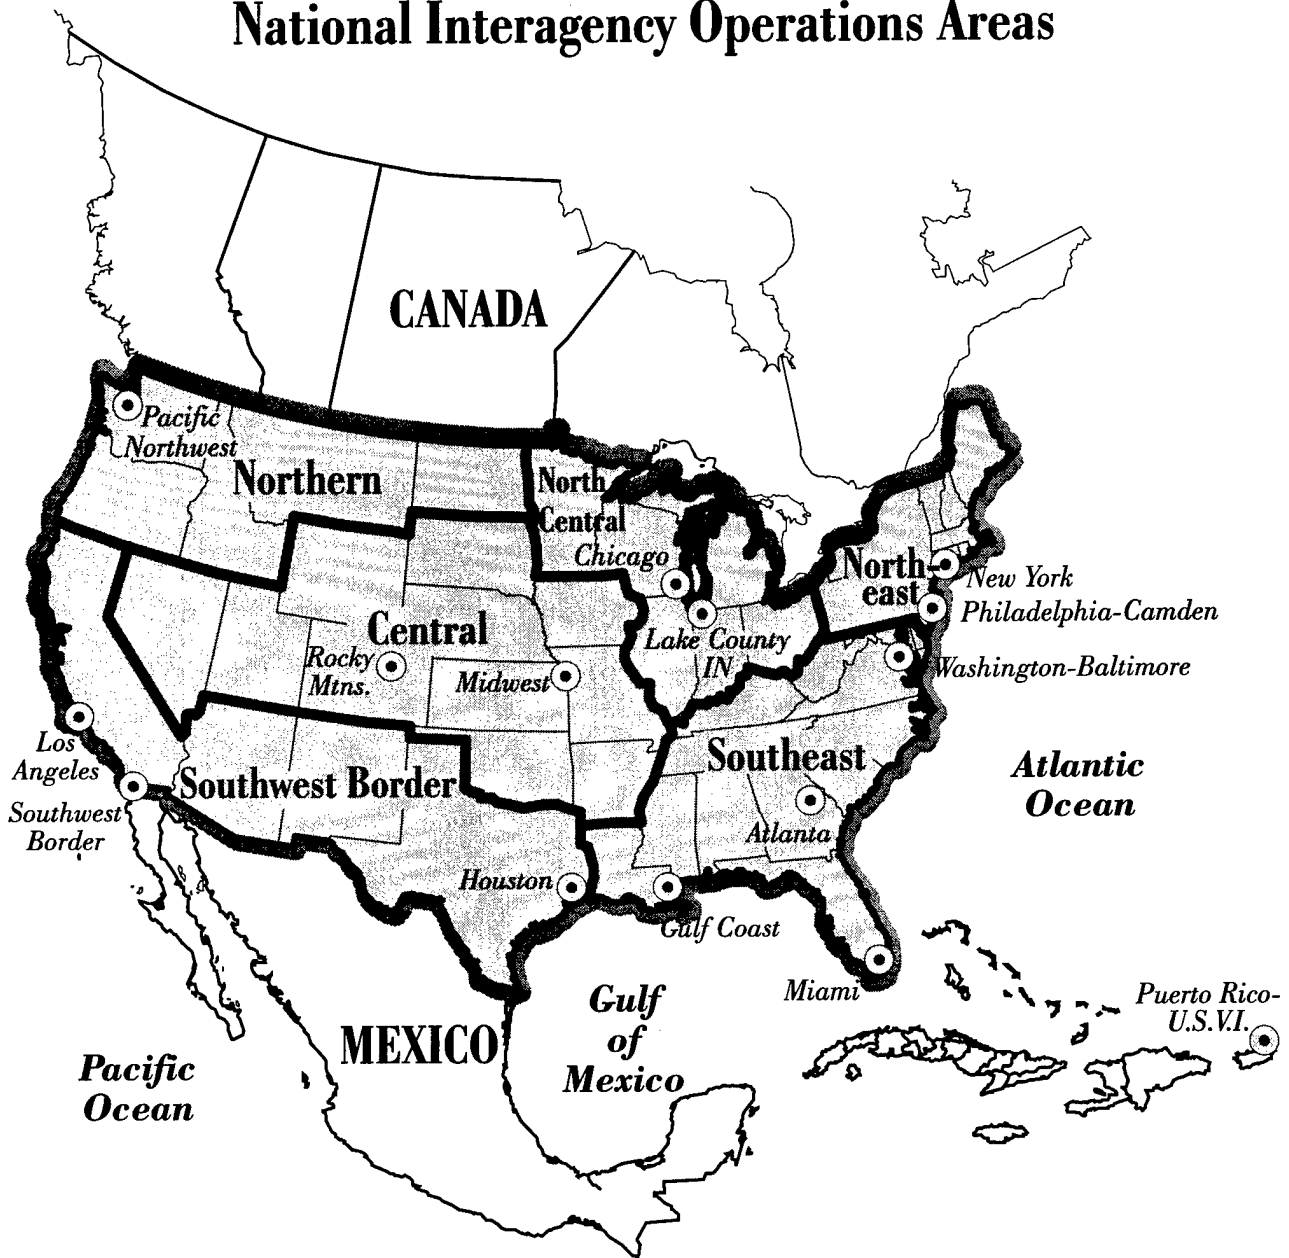 National Interagency Operations Areas
CANADA
Pacific
Northwest
Northern
North
Central
Chicago
North-
east
New York
Philadelphia-Camden
Central
Lake County
IN
Rocky
Mtns.
Midwest
Washington-Baltimore
Los
Angeles
Southwest Border
Southeast
Atlantic
Ocean
Southwest
Border
Atlanta
Houston
Gulf Coast
Miami
Gulf
of
Mexico
Puerto Rico-
U.S.V.I.
MEXICO
Pacific
Ocean